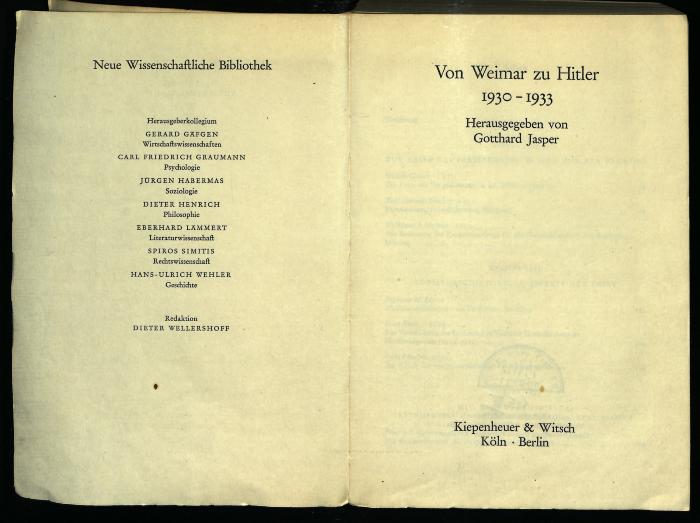 Neue Wissenschaftliche Bibliothek
Herausgeberkollegium
GERARD GÄFGEN
Wirtschaftswissenschaften
CARL FRIEDRICH GRAUMANN
Psychologie
JÜRGEN HABERMAS
Soziologie
DIETER HENRICH
Philosophie
EBERHARD LÄMMERT
Literaturwissenschaft
SPIROS SIMITIS
Rechtswissenschaft
HANS-ULRICH WEHLER
Geschichte
Redaktion
DIETER WELLERSHOFF
Von Weimar zu Hitler
1930 – 1933
Herausgegeben von
Gotthard Jasper
Kiepenheuer & Witsch
Köln · Berlin